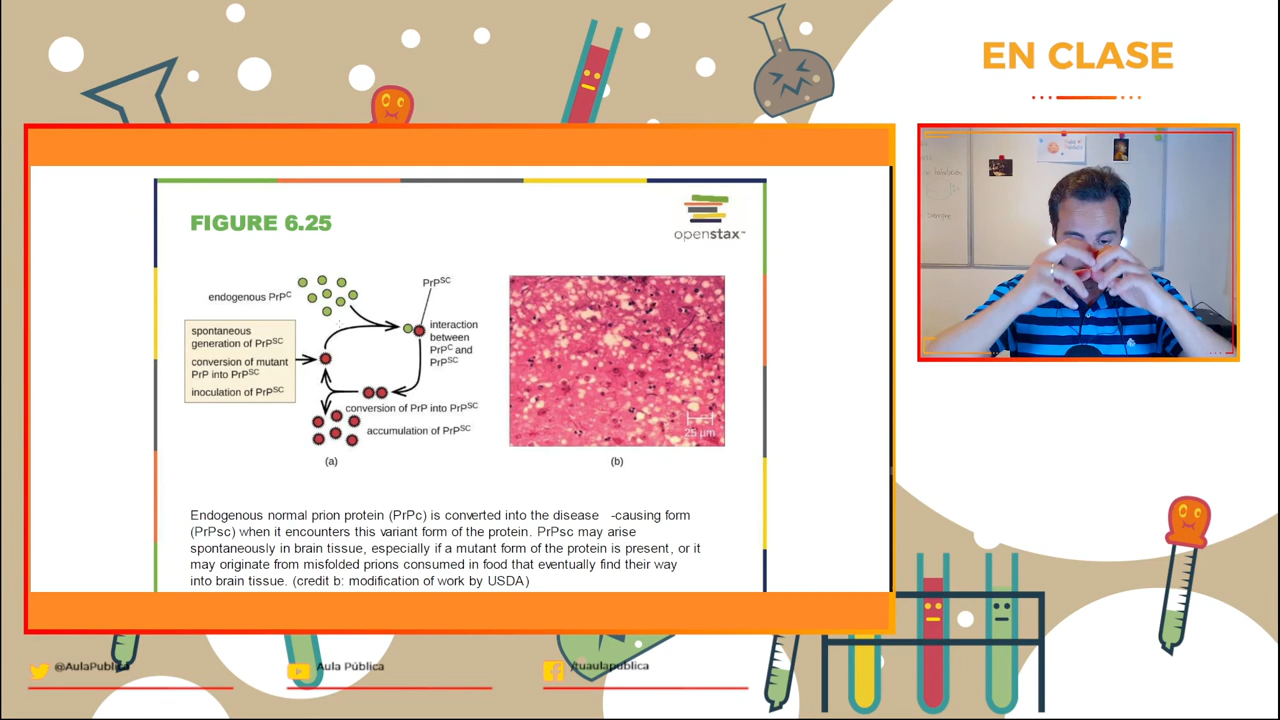 EN CLASE
FIGURE 6.25
openstax™
endogenous PrPC
PrPSC
spontaneous
generation of PrPSC
conversion of mutant
PrP into PrPSC
inoculation of PrPSC
interaction
between
PrPC and
PrPSC
conversion of PrP into PrPSC
accumulation of PrPSC
25 µm
(a)
(b)
Endogenous normal prion protein (PrPc) is converted into the disease -causing form
(PrPsc) when it encounters this variant form of the protein. PrPsc may arise
spontaneously in brain tissue, especially if a mutant form of the protein is present, or it
may originate from misfolded prions consumed in food that eventually find their way
into brain tissue. (credit b: modification of work by USDA)
@AulaPublica
Aula Pública
/tuaulapublica